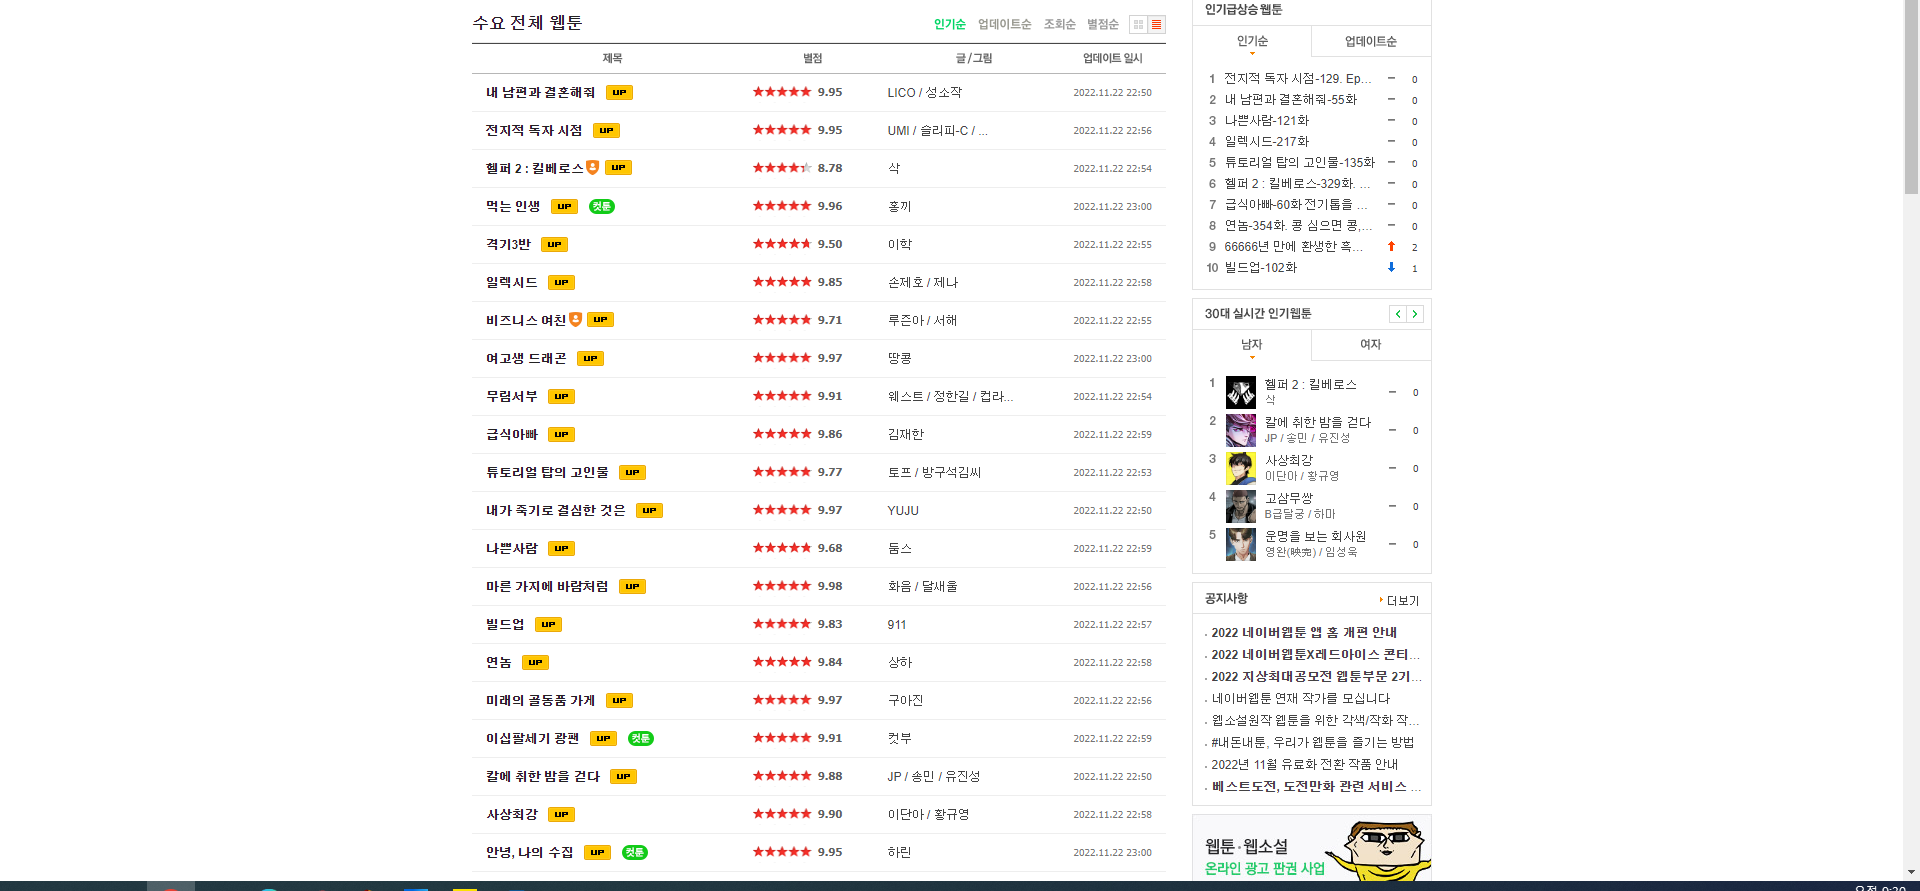 수요 전체 웹툰
인기순 업데이트순 조회순 별점순
제목 별점 글/그림 업데이트 일시
내 남편과 결혼해줘 UP 9.95 LICO / 성소작 2022.11.22 22:50
전지적 독자 시점 UP 9.95 UMI / 슬리피-C / ... 2022.11.22 22:56
헬퍼 2 : 킬베로스 UP 8.78 삭 2022.11.22 22:54
먹는 인생 UP 컷툰 9.96 홍끼 2022.11.22 23:00
격기3반 UP 9.50 이학 2022.11.22 22:55
일렉시드 UP 9.85 손제호 / 제나 2022.11.22 22:58
비즈니스 여친 UP 9.71 루즌아 / 서해 2022.11.22 22:55
여고생 드래곤 UP 9.97 땅콩 2022.11.22 23:00
무림서부 UP 9.91 웨스트 / 정한길 / 컵라... 2022.11.22 22:54
급식아빠 UP 9.86 김재한 2022.11.22 22:59
튜토리얼 탑의 고인물 UP 9.77 토프 / 방구석김씨 2022.11.22 22:53
내가 죽기로 결심한 것은 UP 9.97 YUJU 2022.11.22 22:50
나쁜사람 UP 9.68 둠스 2022.11.22 22:59
마른 가지에 바람처럼 UP 9.98 화음 / 달새울 2022.11.22 22:56
빌드업 UP 9.83 911 2022.11.22 22:57
연놈 UP 9.84 상하 2022.11.22 22:58
미래의 골동품 가게 UP 9.97 구아진 2022.11.22 22:56
이십팔세기 광팬 UP 컷툰 9.91 컷부 2022.11.22 22:59
칼에 취한 밤을 걷다 UP 9.88 JP / 송민 / 유진성 2022.11.22 22:50
사상최강 UP 9.90 이단아 / 황규영 2022.11.22 22:58
안녕, 나의 수집 UP 컷툰 9.95 하린 2022.11.22 23:00
인기급상승 웹툰
인기순 업데이트순
1 전지적 독자 시점-129. Ep... 0
2 내 남편과 결혼해줘-55화 0
3 나쁜사람-121화 0
4 일렉시드-217화 0
5 튜토리얼 탑의 고인물-135화 0
6 헬퍼 2 : 킬베로스-329화. ... 0
7 급식아빠-60화 전기톱을 ... 0
8 연놈-354화. 콩 심으면 콩,... 0
9 66666년 만에 환생한 흑... 2
10 빌드업-102화 1
30대 실시간 인기웹툰
남자 여자
1 헬퍼 2 : 킬베로스 0
삭
2 칼에 취한 밤을 걷다 0
JP / 송민 / 유진성
3 사상최강 0
이단아 / 황규영
4 고삼무쌍 0
B급달궁 / 하마
5 운명을 보는 회사원 0
영완(映完) / 임성욱
공지사항 더보기
2022 네이버웹툰 앱 홈 개편 안내
2022 네이버웹툰X레드아이스 콘티...
2022 지상최대공모전 웹툰부문 2기...
네이버웹툰 연재 작가를 모십니다
웹소설원작 웹툰을 위한 각색/작화 작...
#내돈내툰, 우리가 웹툰을 즐기는 방법
2022년 11월 유료화 전환 작품 안내
베스트도전, 도전만화 관련 서비스 ...
웹툰·웹소설
온라인 광고 판권 사업